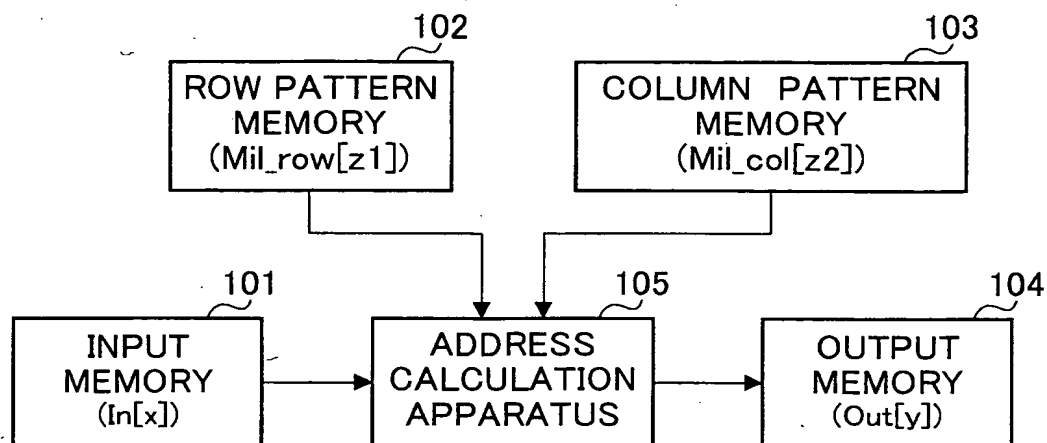 102
ROW PATTERN
MEMORY
(Mil_row[z1])
103
COLUMN PATTERN
MEMORY
(Mil_col[z2])
101
INPUT
MEMORY
(In[x])
105
ADDRESS
CALCULATION
APPARATUS
104
OUTPUT
MEMORY
(Out[y])